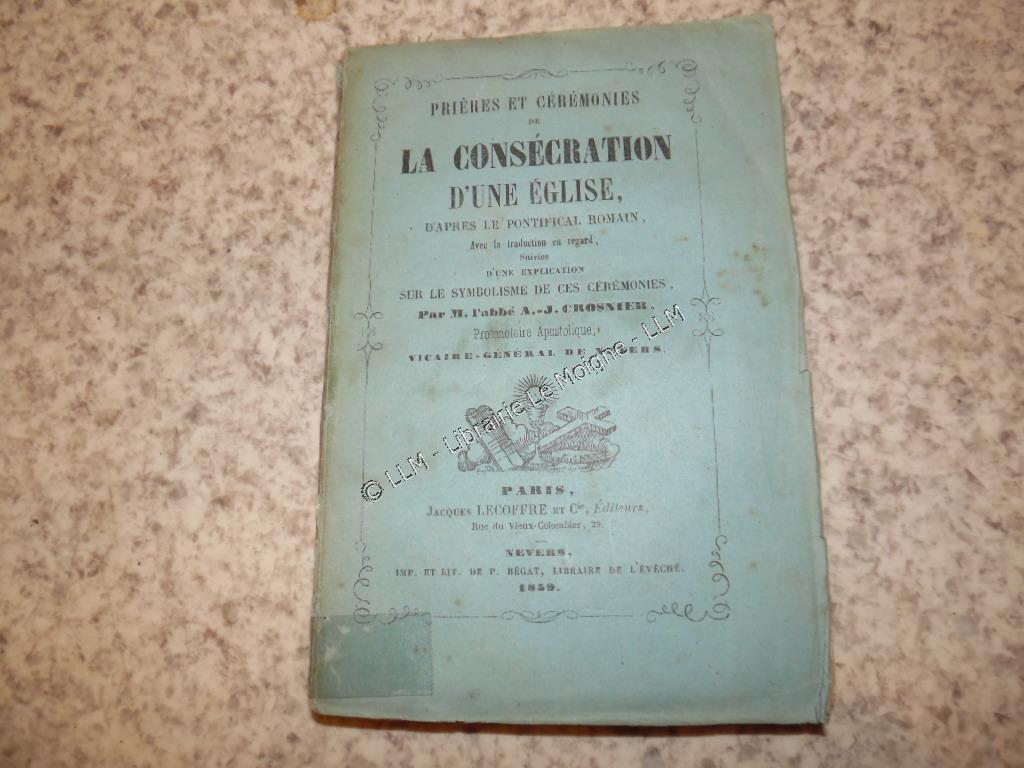 PRIÈRES ET CÉRÉMONIES
DE
LA CONSÉCRATION
D'UNE ÉGLISE,
D'APRES LE PONTIFICAL ROMAIN,
Avec la traduction en regard,
Suivies
D'UNE EXPLICATION
SUR LE SYMBOLISME DE CES CÉRÉMONIES,
Par M. l'abbé A.-J. CROSNIER,
Protonotaire Apostolique,
VICAIRE-GÉNÉRAL DE NEVERS,
© LLM - Librairie Le Moigne - LLM
PARIS,
JACQUES LECOFFRE ET Cie, Éditeurs,
Rue du Vieux-Colombier, 29.
NEVERS,
IMP. ET LIT. DE P. BÉGAT, LIBRAIRE DE L'ÉVÊCHÉ.
1859.